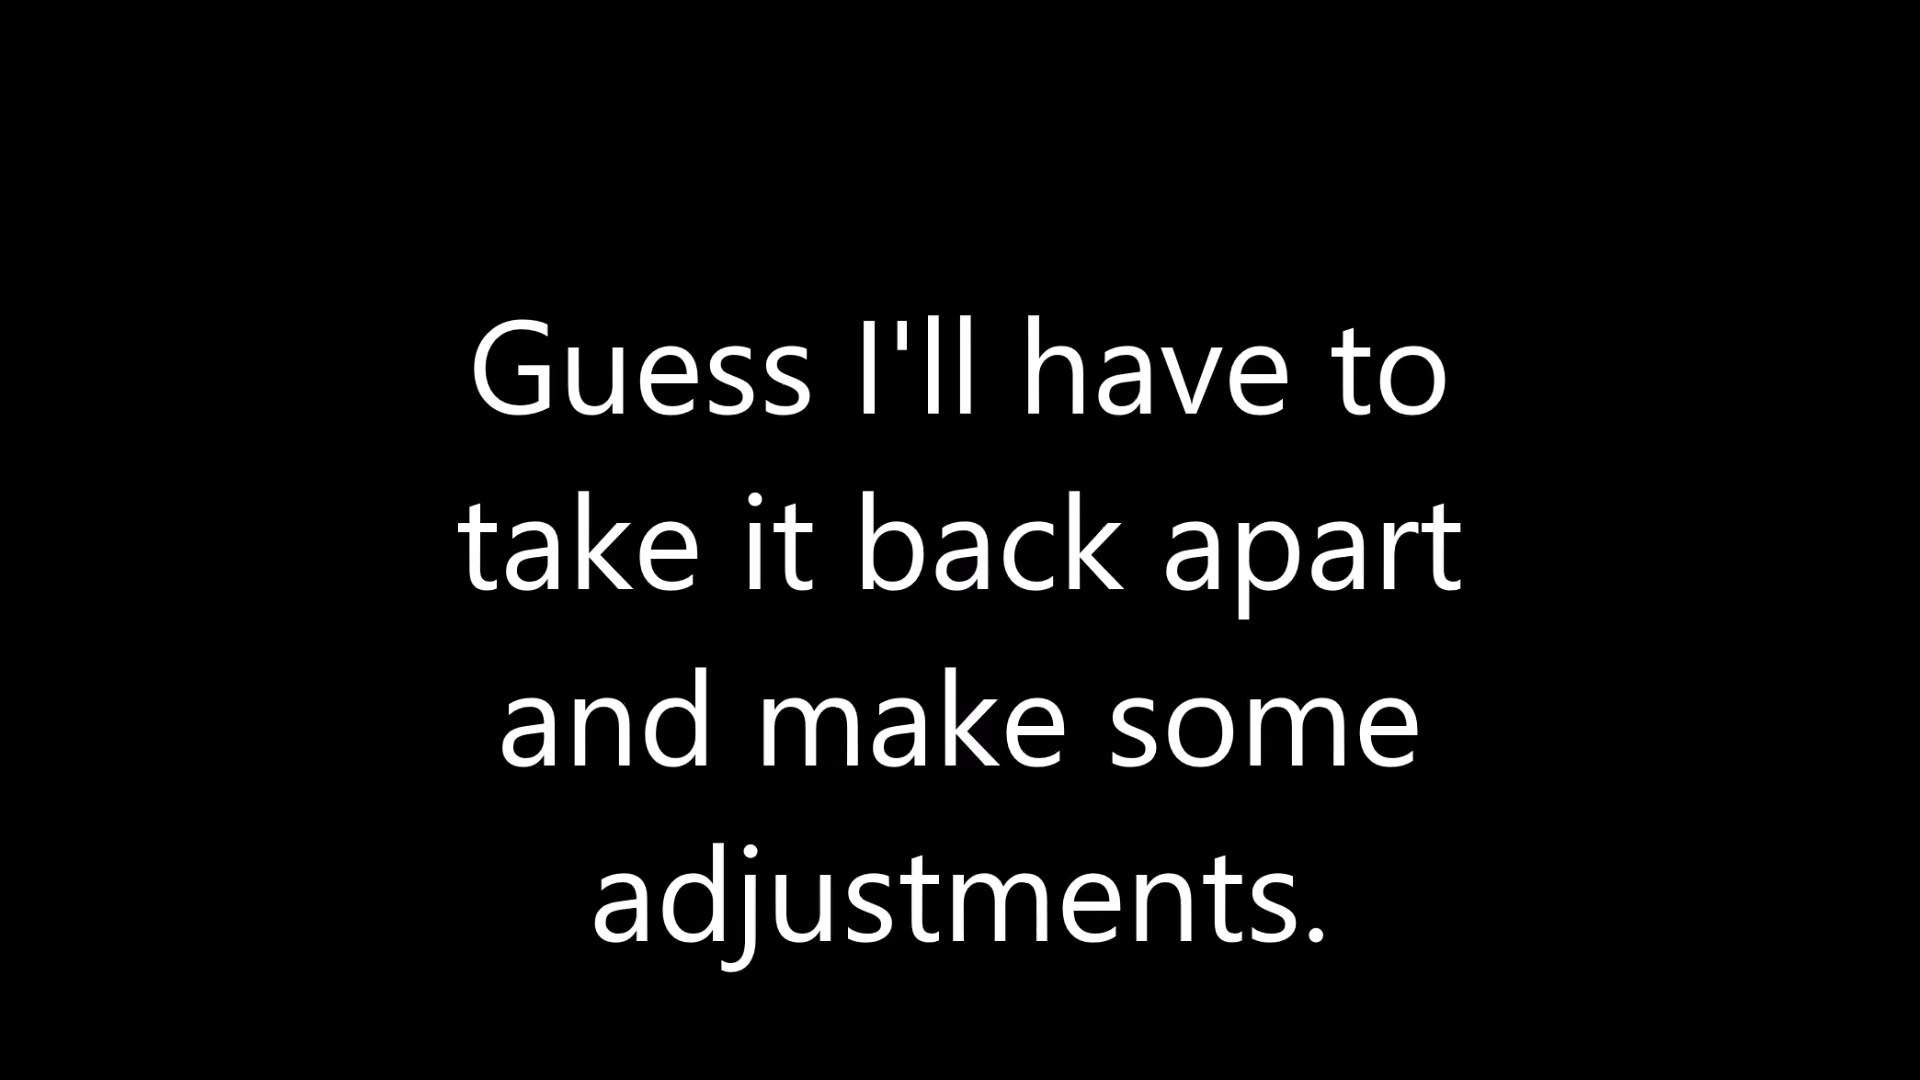 Guess I'll have to
take it back apart
and make some
adjustments.